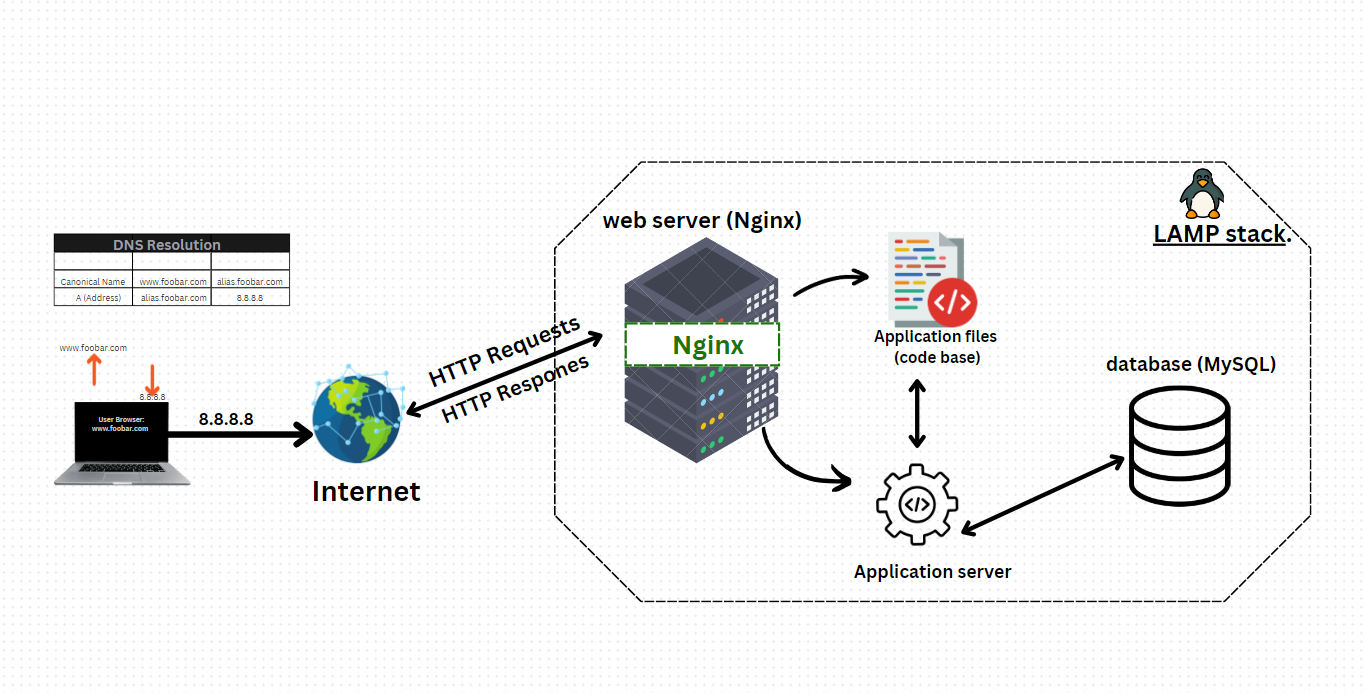 DNS Resolution
Canonical Name www.foobar.com alias.foobar.com
A (Address) alias.foobar.com 8.8.8.8
www.foobar.com
8.8.8.8
User Browser:
www.foobar.com
8.8.8.8
Internet
HTTP Requests
HTTP Respones
web server (Nginx)
Nginx
LAMP stack.
</>
Application files
(code base)
database (MySQL)
</>
Application server